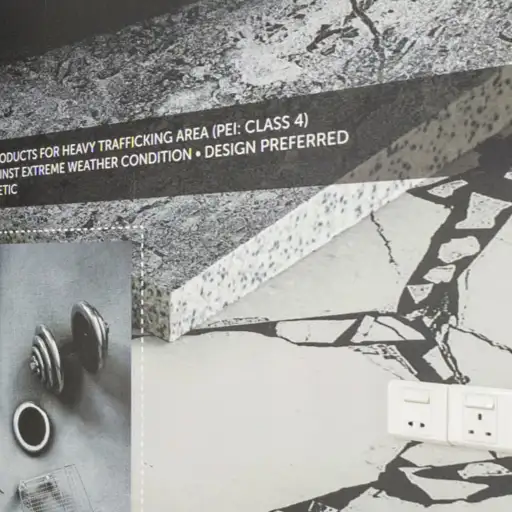 ODUCTS FOR HEAVY TRAFFICKING AREA (PEI: CLASS 4)
INST EXTREME WEATHER CONDITION • DESIGN PREFERRED
ETIC